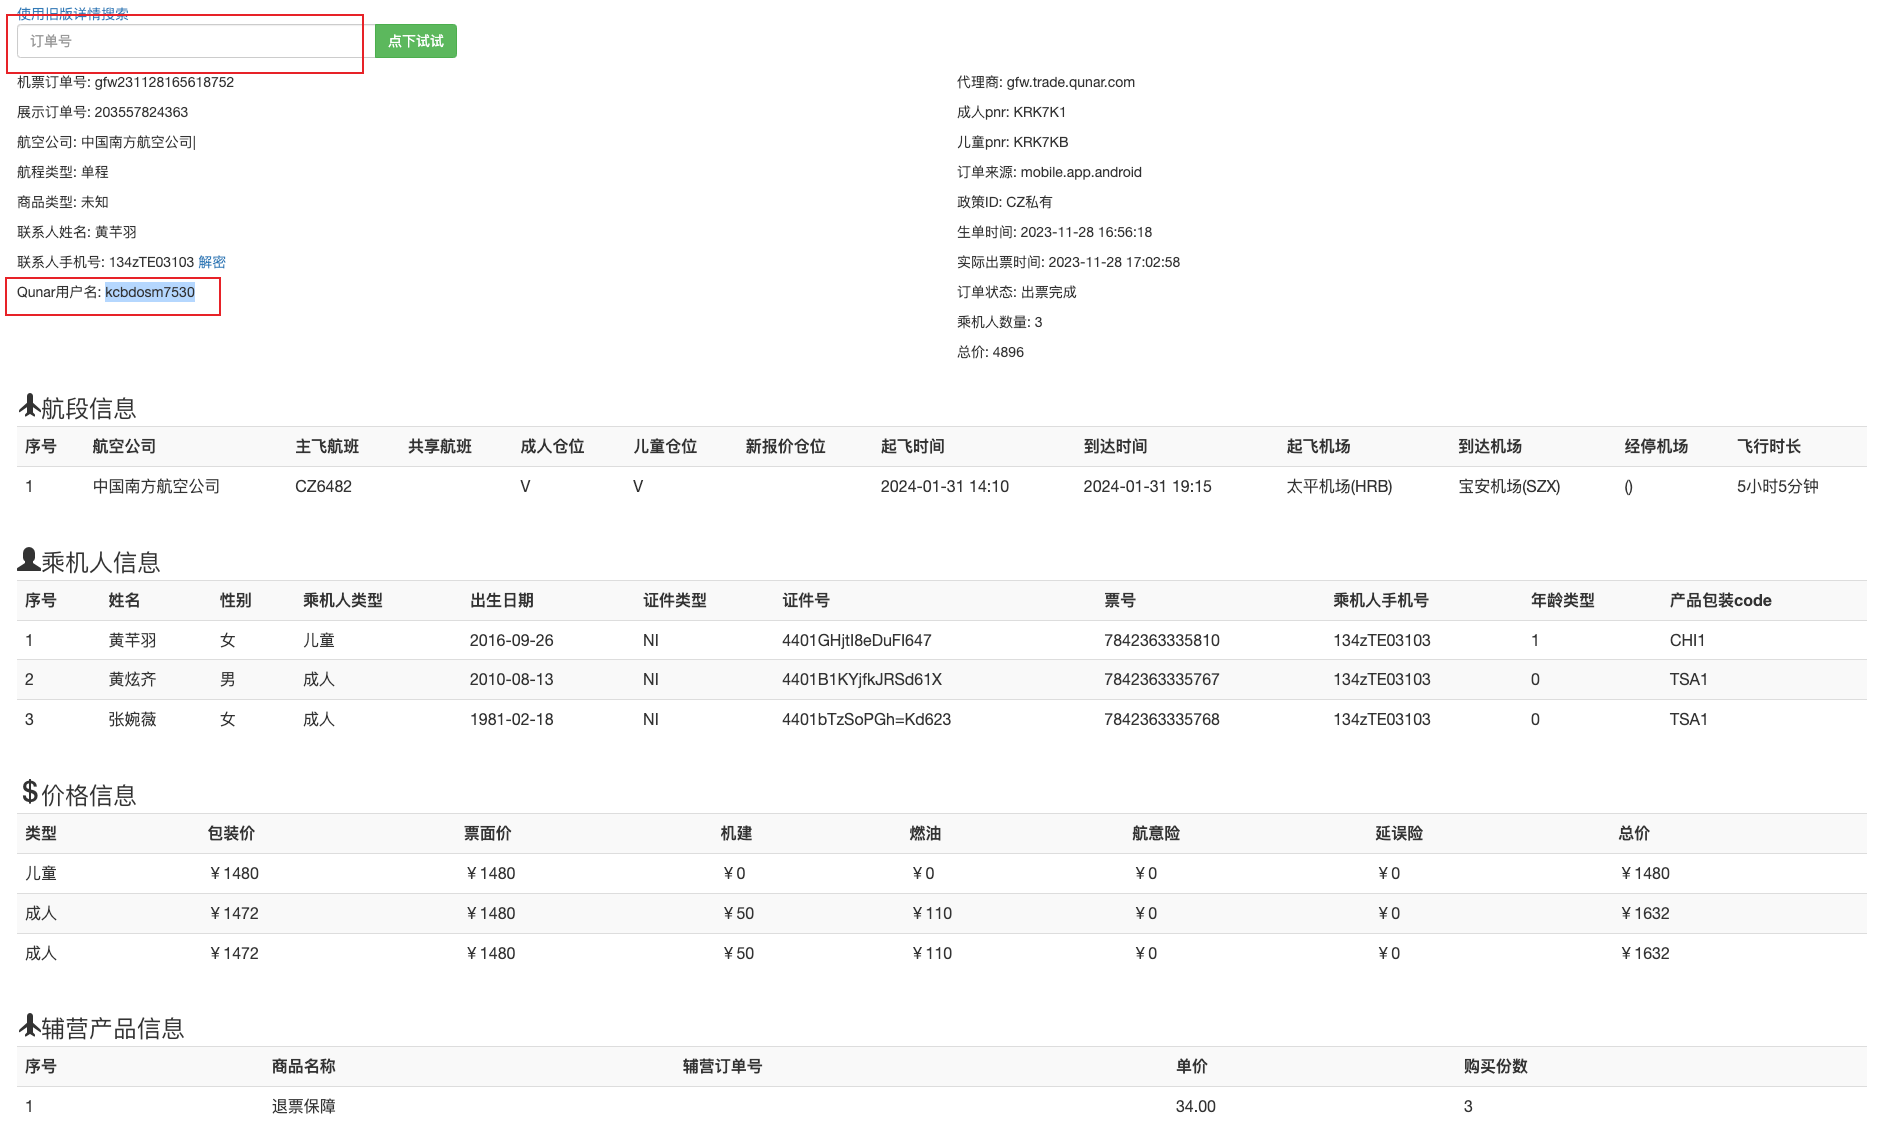 使用旧版详情搜索
订单号 点下试试
机票订单号: gfw231128165618752 代理商: gfw.trade.qunar.com
展示订单号: 203557824363 成人pnr: KRK7K1
航空公司: 中国南方航空公司| 儿童pnr: KRK7KB
航程类型: 单程 订单来源: mobile.app.android
商品类型: 未知 政策ID: CZ私有
联系人姓名: 黄芊羽 生单时间: 2023-11-28 16:56:18
联系人手机号: 134zTE03103 解密 实际出票时间: 2023-11-28 17:02:58
Qunar用户名: kcbdosm7530 订单状态: 出票完成
乘机人数量: 3
总价: 4896
航段信息
序号 航空公司 主飞航班 共享航班 成人仓位 儿童仓位 新报价仓位 起飞时间 到达时间 起飞机场 到达机场 经停机场 飞行时长
1 中国南方航空公司 CZ6482 V V 2024-01-31 14:10 2024-01-31 19:15 太平机场(HRB) 宝安机场(SZX) () 5小时5分钟
乘机人信息
序号 姓名 性别 乘机人类型 出生日期 证件类型 证件号 票号 乘机人手机号 年龄类型 产品包装code
1 黄芊羽 女 儿童 2016-09-26 NI 4401GHjtI8eDuFI647 7842363335810 134zTE03103 1 CHI1
2 黄炫齐 男 成人 2010-08-13 NI 4401B1KYjfkJRSd61X 7842363335767 134zTE03103 0 TSA1
3 张婉薇 女 成人 1981-02-18 NI 4401bTzSoPGh=Kd623 7842363335768 134zTE03103 0 TSA1
$价格信息
类型 包装价 票面价 机建 燃油 航意险 延误险 总价
儿童 ￥1480 ￥1480 ￥0 ￥0 ￥0 ￥0 ￥1480
成人 ￥1472 ￥1480 ￥50 ￥110 ￥0 ￥0 ￥1632
成人 ￥1472 ￥1480 ￥50 ￥110 ￥0 ￥0 ￥1632
辅营产品信息
序号 商品名称 辅营订单号 单价 购买份数
1 退票保障 34.00 3